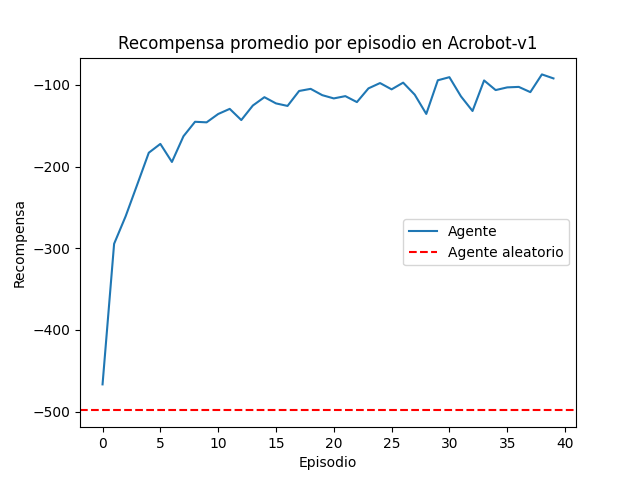 Recompensa promedio por episodio en Acrobot-v1
−100
−200
−300
−400
−500
Recompensa
Agente
Agente aleatorio
0 5 10 15 20 25 30 35 40
Episodio